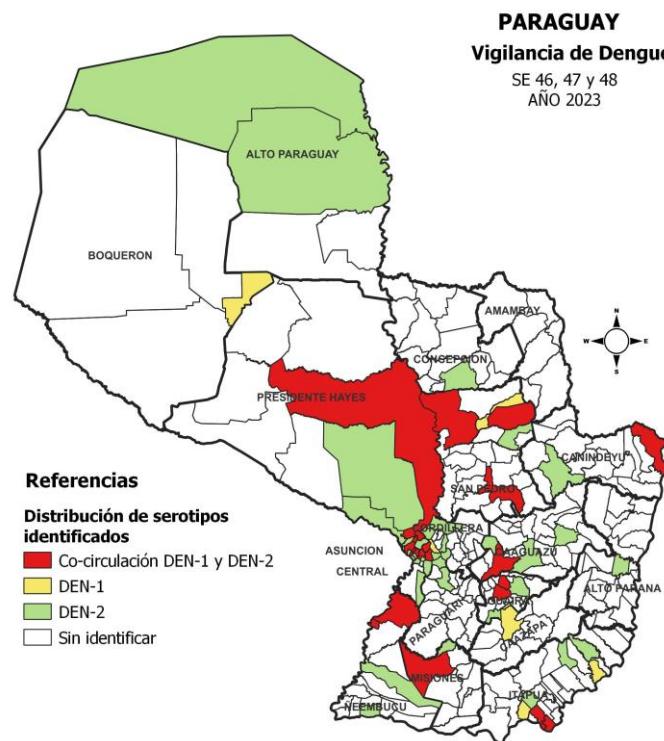 PARAGUAY
Vigilancia de Dengue
SE 46, 47 y 48
AÑO 2023
ALTO PARAGUAY
BOQUERON
AMAMBAY
N
W E
S
CONCEPCION
PRESIDENTE HAYES
CANINDEYU
SAN PEDRO
CORDILLERA
ASUNCION
CENTRAL
CAAGUAZU
ALTO PARANA
GUAIRA
PARAGUARI
CAAZAPA
MISIONES
ITAPUA
ÑEEMBUCU
Referencias
Distribución de serotipos
identificados
Co-circulación DEN-1 y DEN-2
DEN-1
DEN-2
Sin identificar